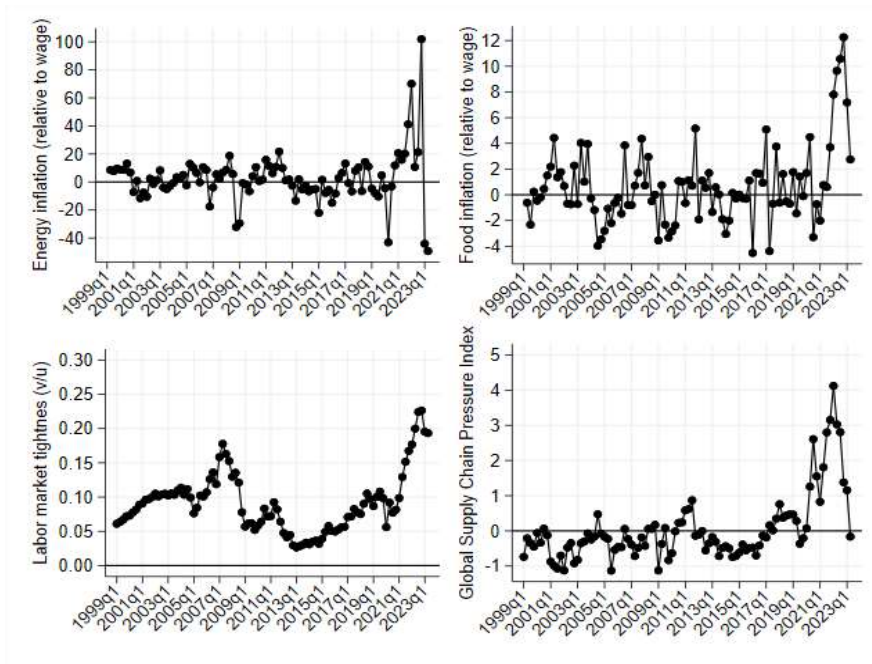 Energy inflation (relative to wage)
100
80
60
40
20
0
-20
-40
1999q1
2001q1
2003q1
2005q1
2007q1
2009q1
2011q1
2013q1
2015q1
2017q1
2019q1
2021q1
2023q1
Food inflation (relative to wage)
12
10
8
6
4
2
0
-2
-4
1999q1
2001q1
2003q1
2005q1
2007q1
2009q1
2011q1
2013q1
2015q1
2017q1
2019q1
2021q1
2023q1
Labor market tightnes (v/u)
0.30
0.25
0.20
0.15
0.10
0.05
0.00
1999q1
2001q1
2003q1
2005q1
2007q1
2009q1
2011q1
2013q1
2015q1
2017q1
2019q1
2021q1
2023q1
Global Supply Chain Pressure Index
5
4
3
2
1
0
-1
1999q1
2001q1
2003q1
2005q1
2007q1
2009q1
2011q1
2013q1
2015q1
2017q1
2019q1
2021q1
2023q1